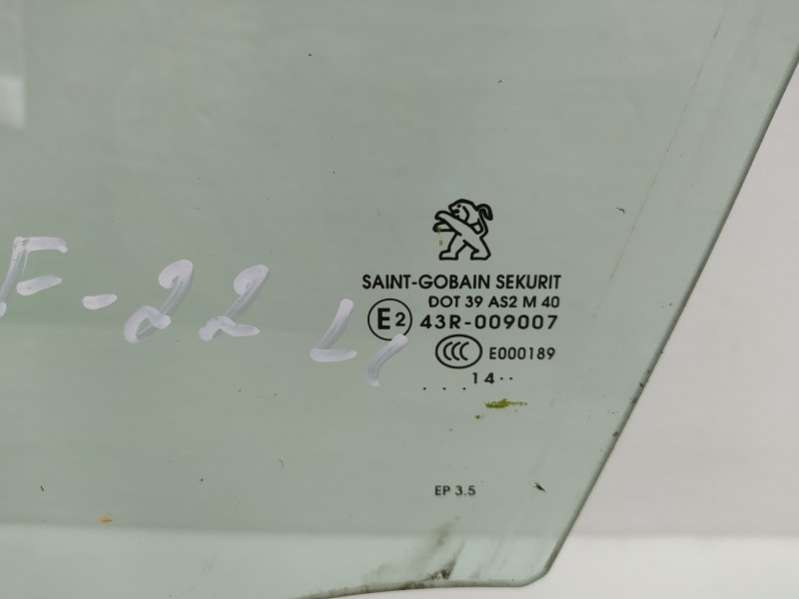 F-22 L
SAINT-GOBAIN SEKURIT
DOT 39 AS2 M 40
E2 43R-009007
CCC E000189
...14..
EP 3.5